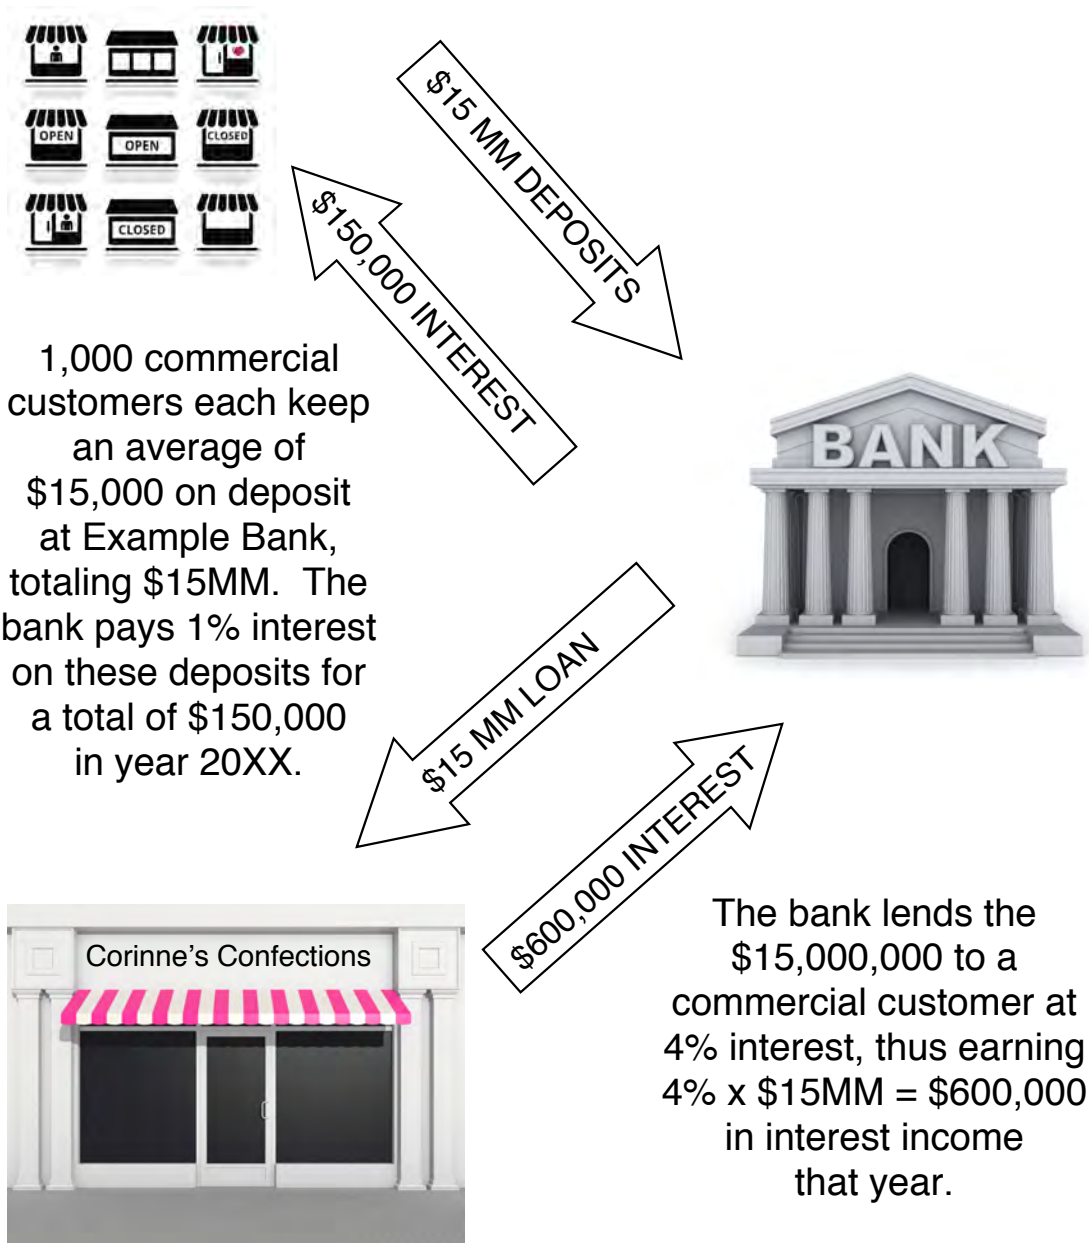 OPEN
OPEN
CLOSED
CLOSED
$15 MM DEPOSITS
$150,000 INTEREST
1,000 commercial
customers each keep
an average of
$15,000 on deposit
at Example Bank,
totaling $15MM.  The
bank pays 1% interest
on these deposits for
a total of $150,000
in year 20XX.
BANK
$15 MM LOAN
$600,000 INTEREST
Corinne’s Confections
The bank lends the
$15,000,000 to a
commercial customer at
4% interest, thus earning
4% x $15MM = $600,000
in interest income
that year.